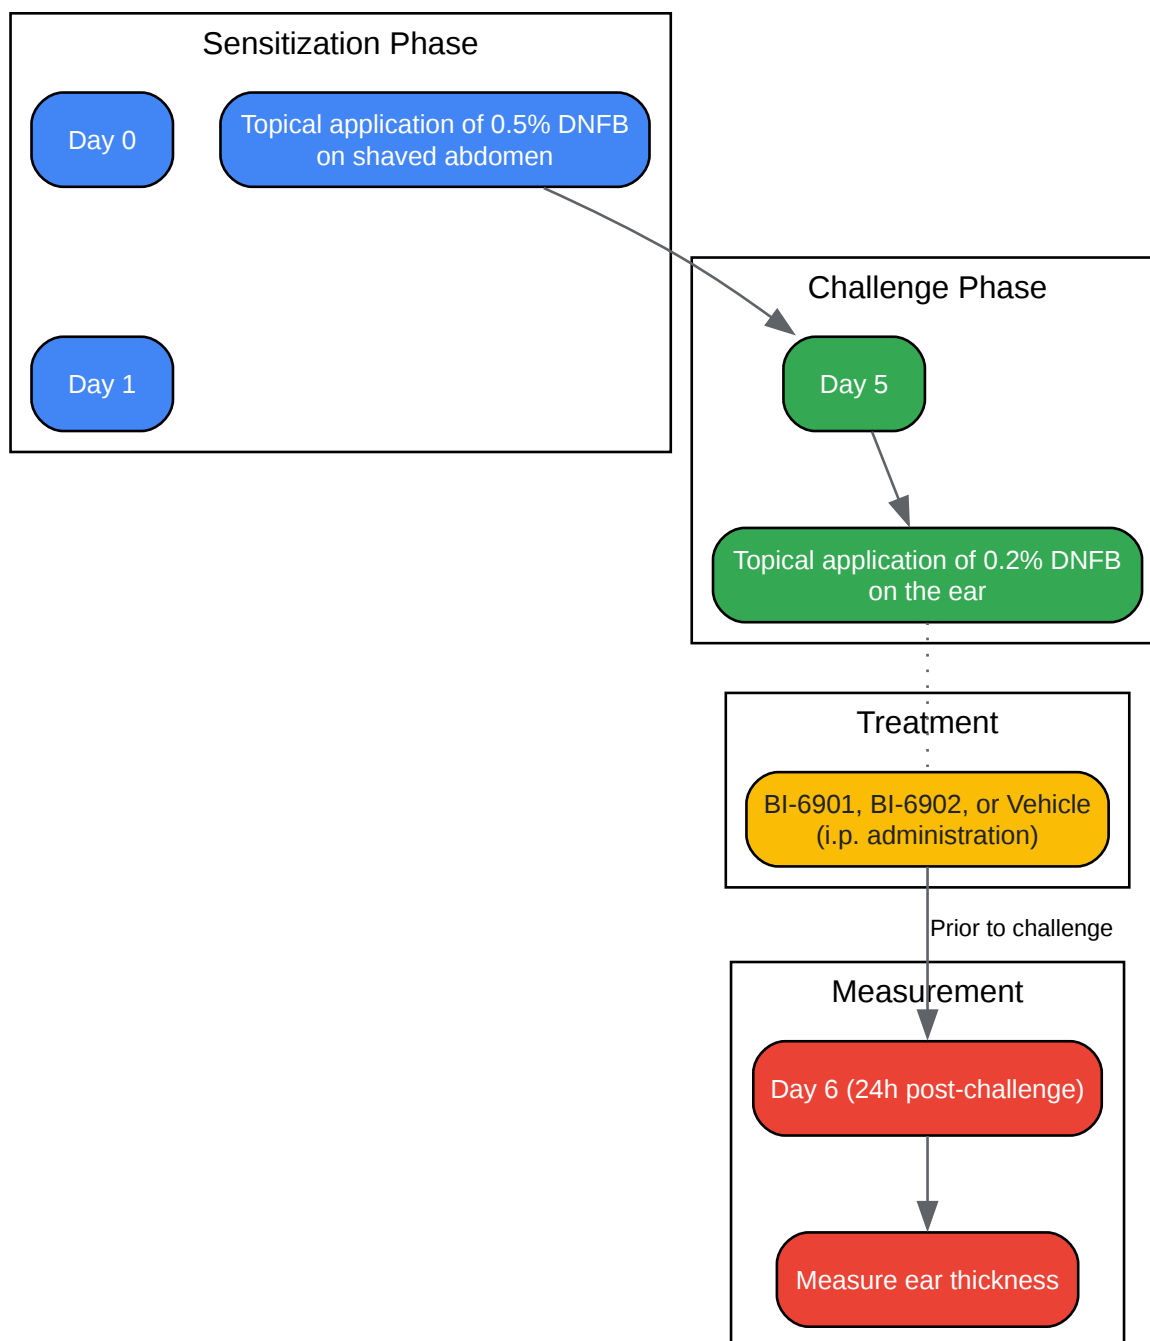 Sensitization Phase
Day 0
Topical application of 0.5% DNFB
on shaved abdomen
Day 1
Challenge Phase
Day 5
Topical application of 0.2% DNFB
on the ear
Treatment
BI-6901, BI-6902, or Vehicle
(i.p. administration)
Prior to challenge
Measurement
Day 6 (24h post-challenge)
Measure ear thickness